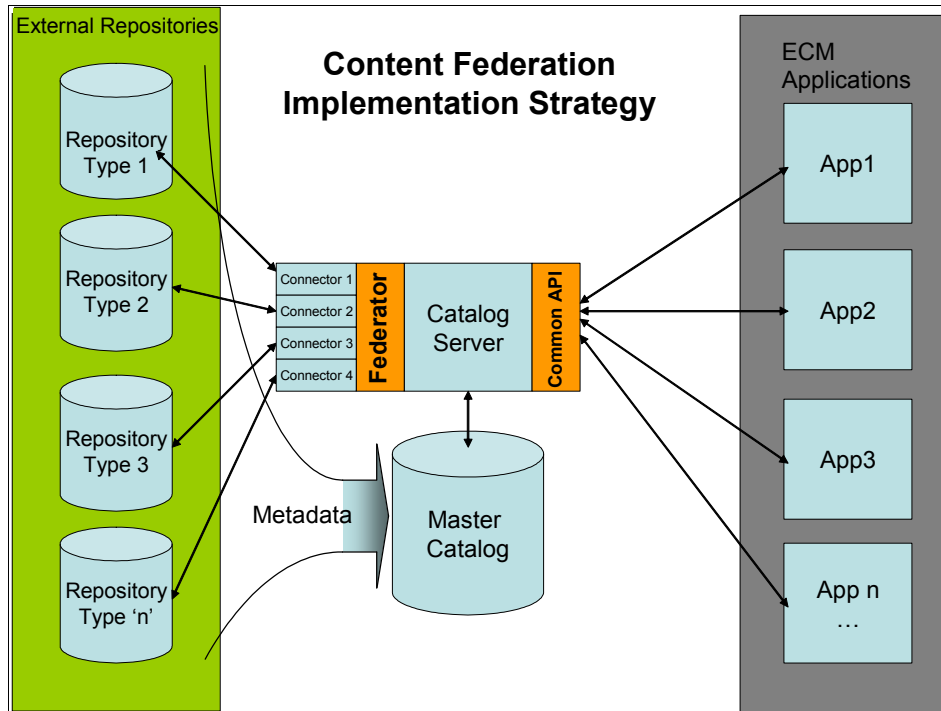 External Repositories
Content Federation
Implementation Strategy
ECM
Applications
Repository
Type 1
Repository
Type 2
Repository
Type 3
Repository
Type ‘n’
Connector 1
Connector 2
Connector 3
Connector 4
Federator
Catalog
Server
Common API
Metadata
Master
Catalog
App1
App2
App3
App n
…